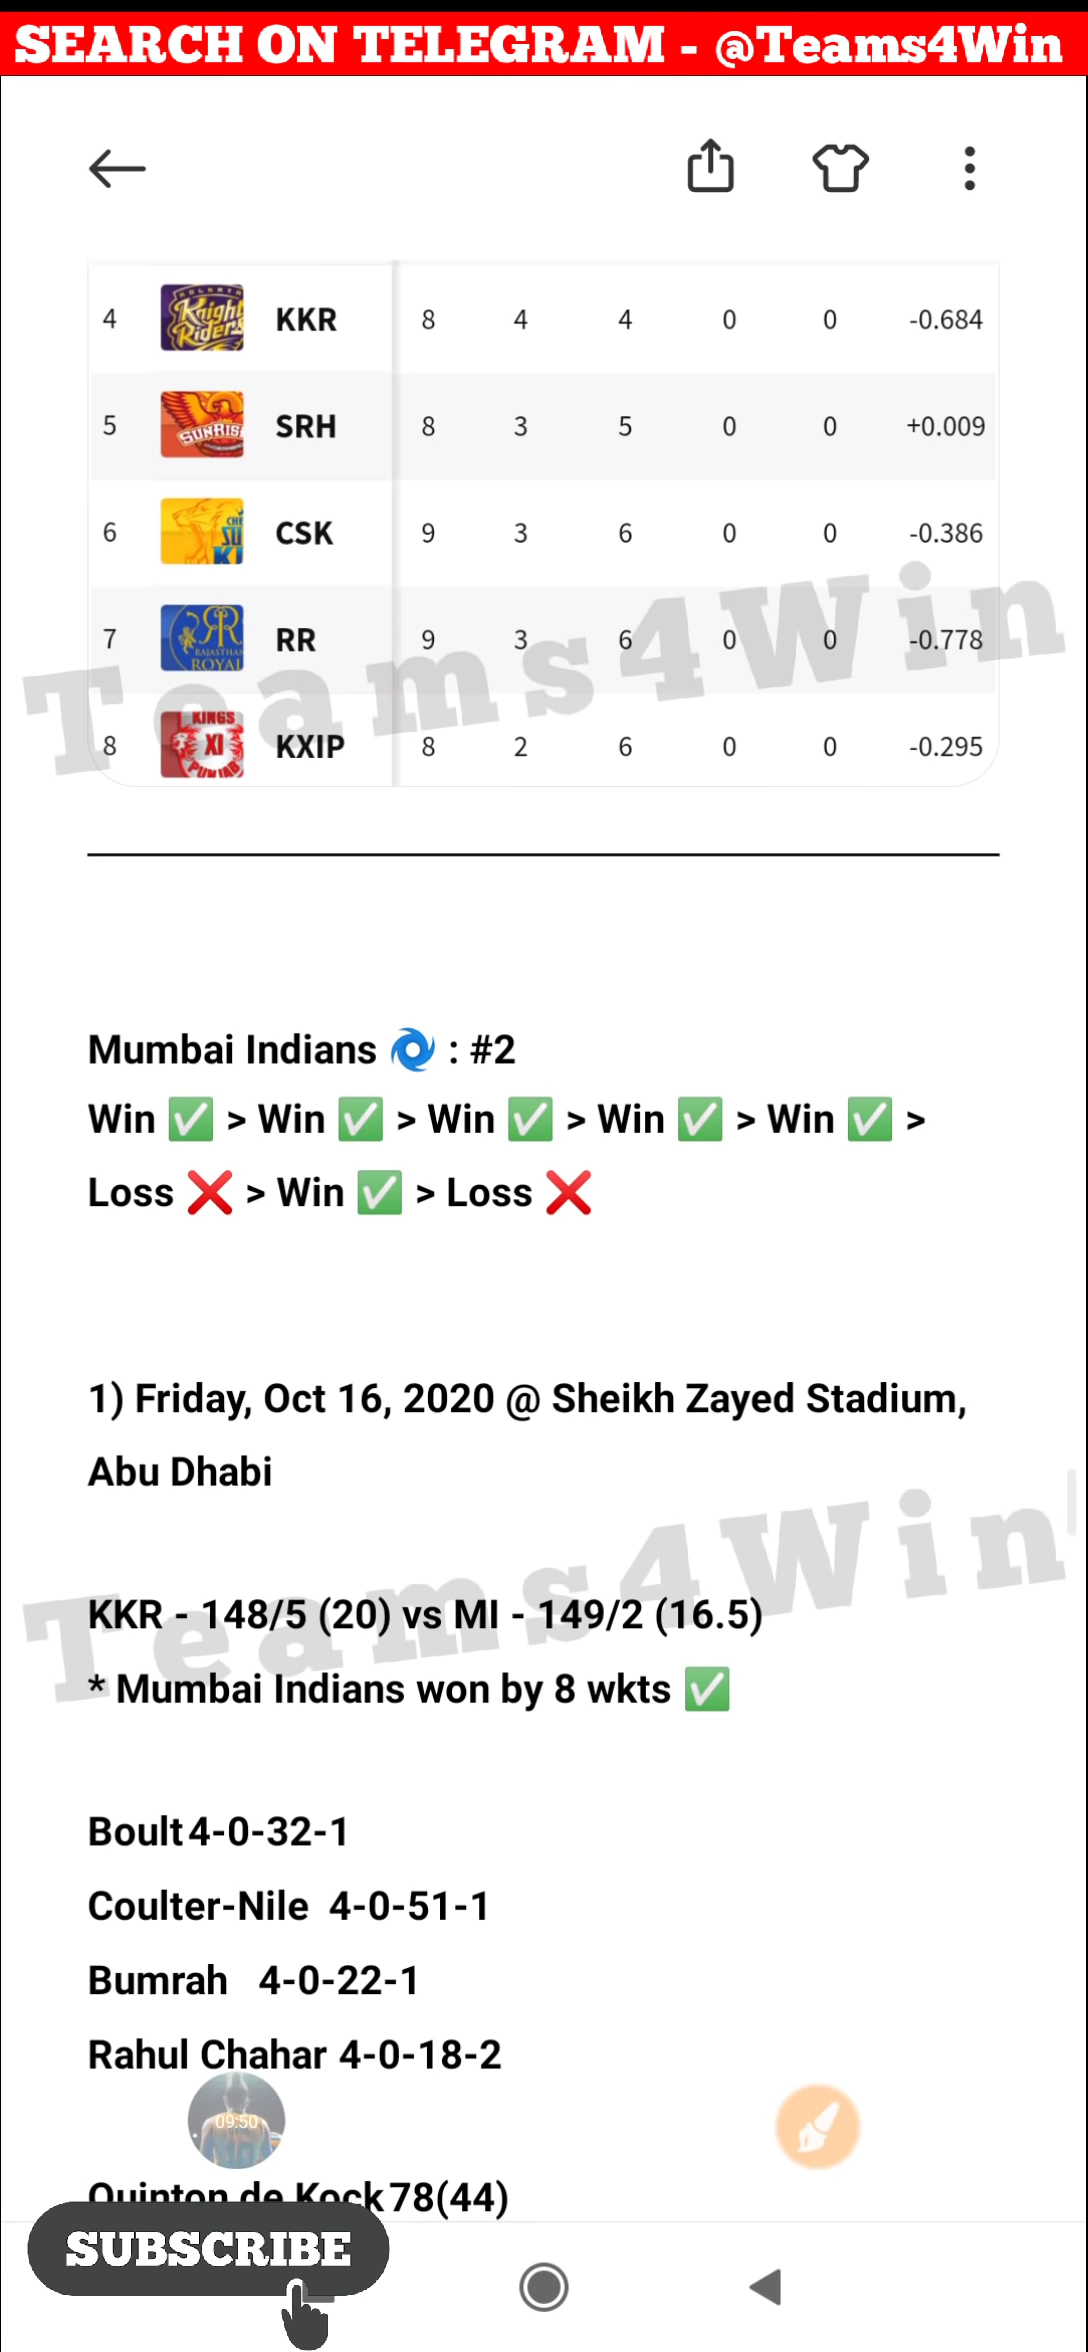 SEARCH ON TELEGRAM - @Teams4Win
4 KKR 8 4 4 0 0 -0.684
5 SRH 8 3 5 0 0 +0.009
6 CSK 9 3 6 0 0 -0.386
7 RR 9 3 6 0 0 -0.778
8 KXIP 8 2 6 0 0 -0.295
Teams4Win
Mumbai Indians 🌀 : #2
Win ✅ > Win ✅ > Win ✅ > Win ✅ > Win ✅ >
Loss ❌ > Win ✅ > Loss ❌
1) Friday, Oct 16, 2020 @ Sheikh Zayed Stadium,
Abu Dhabi
Teams4Win
KKR - 148/5 (20) vs MI - 149/2 (16.5)
* Mumbai Indians won by 8 wkts ✅
Boult 4-0-32-1
Coulter-Nile 4-0-51-1
Bumrah 4-0-22-1
Rahul Chahar 4-0-18-2
09:50
Quinton de Kock 78(44)
SUBSCRIBE